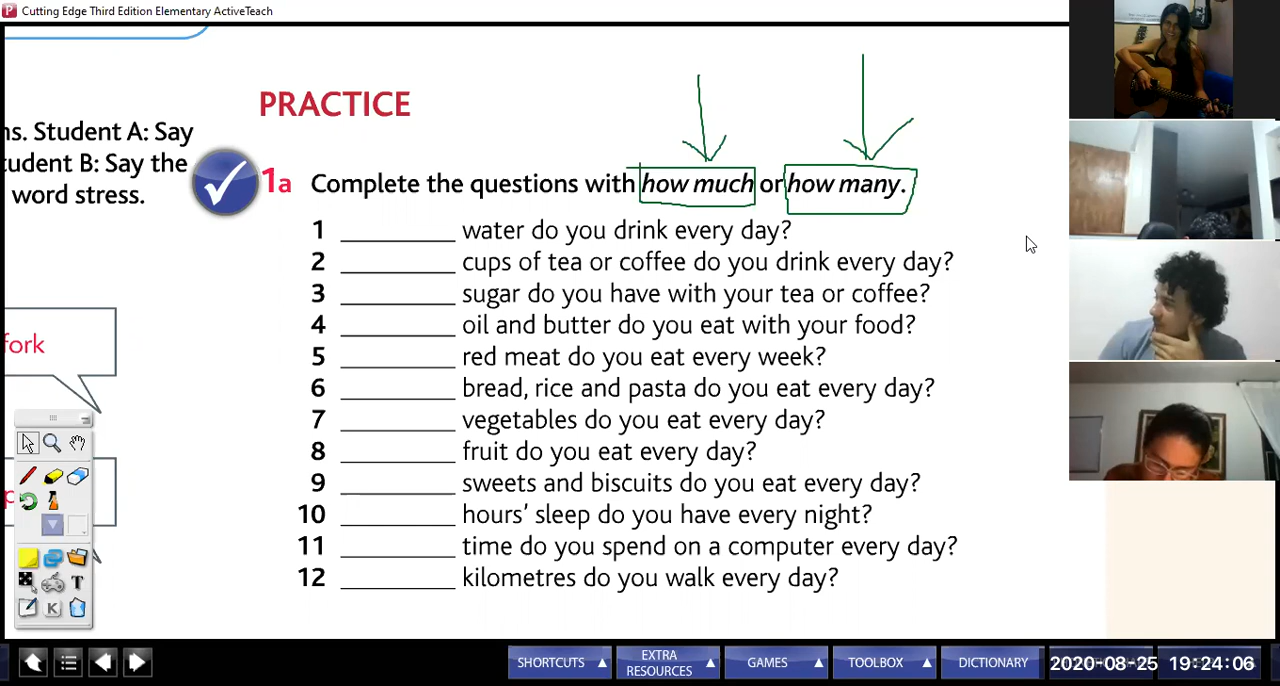 Cutting Edge Third Edition Elementary ActiveTeach
PRACTICE
ns. Student A: Say
tudent B: Say the
word stress.
1a Complete the questions with how much or how many.
1 ________ water do you drink every day?
2 ________ cups of tea or coffee do you drink every day?
3 ________ sugar do you have with your tea or coffee?
4 ________ oil and butter do you eat with your food?
5 ________ red meat do you eat every week?
6 ________ bread, rice and pasta do you eat every day?
7 ________ vegetables do you eat every day?
8 ________ fruit do you eat every day?
9 ________ sweets and biscuits do you eat every day?
10 ________ hours' sleep do you have every night?
11 ________ time do you spend on a computer every day?
12 ________ kilometres do you walk every day?
fork
T
K
SHORTCUTS
EXTRA
RESOURCES
GAMES
TOOLBOX
DICTIONARY
2020-08-25 19:24:06